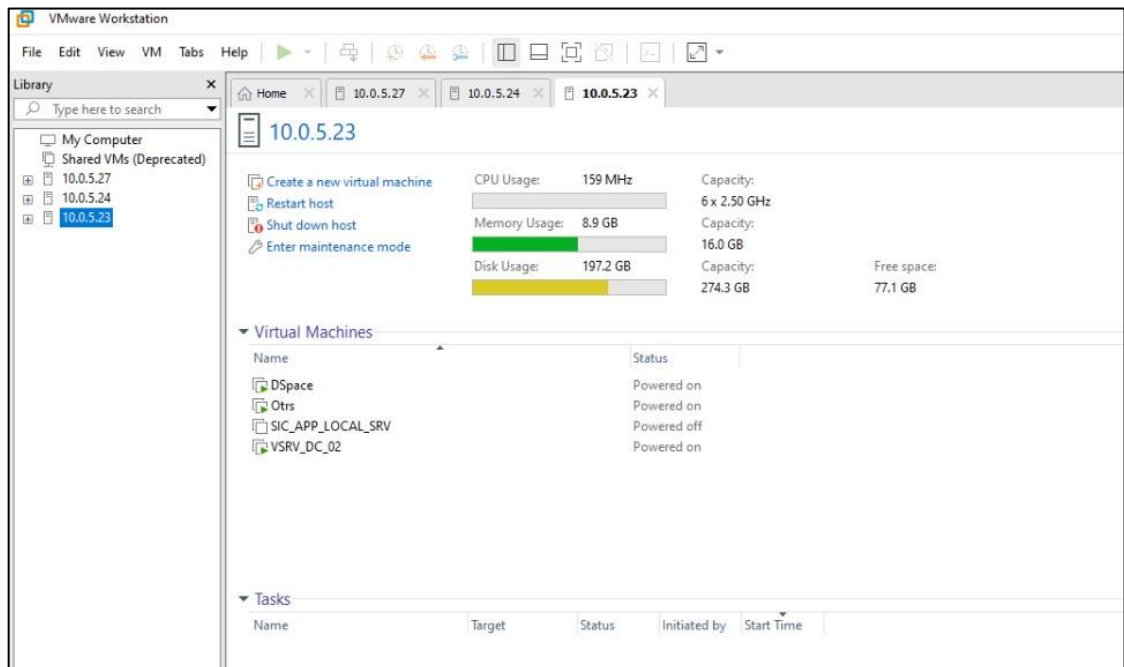 VMware Workstation
File Edit View VM Tabs Help
Library
Type here to search
My Computer
Shared VMs (Deprecated)
10.0.5.27
10.0.5.24
10.0.5.23
Home 10.0.5.27 10.0.5.24 10.0.5.23
10.0.5.23
Create a new virtual machine CPU Usage: 159 MHz Capacity:
Restart host 6 x 2.50 GHz
Shut down host Memory Usage: 8.9 GB Capacity:
Enter maintenance mode 16.0 GB
Disk Usage: 197.2 GB Capacity: Free space:
274.3 GB 77.1 GB
Virtual Machines
Name Status
DSpace Powered on
Otrs Powered on
SIC_APP_LOCAL_SRV Powered off
VSRV_DC_02 Powered on
Tasks
Name Target Status Initiated by Start Time